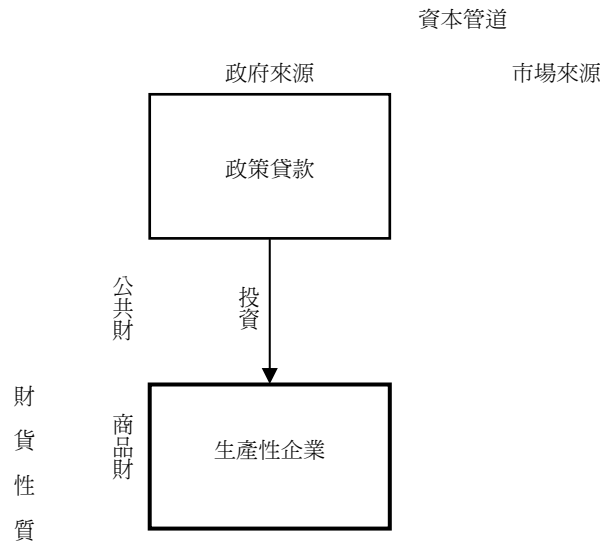 資本管道
政府來源
市場來源
政策貸款
公共財
投資
財貨性質
商品財
生產性企業